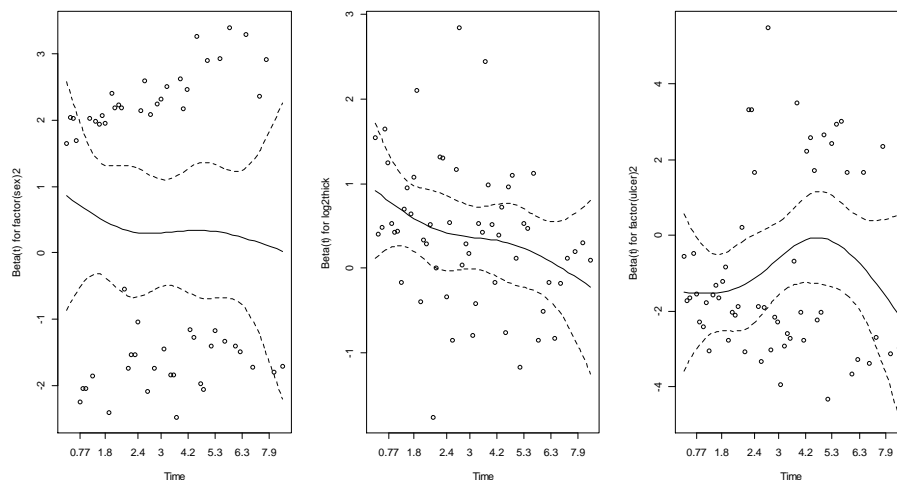 Beta(t) for factor(sex)2
3
2
1
0
-1
-2
0.77 1.8 2.4 3 4.2 5.2 6.3 7.9
Time
Beta(t) for log2thick
3
2
1
0
-1
0.77 1.8 2.4 3 4.2 5.2 6.3 7.9
Time
Beta(t) for factor(ulcer)2
4
2
0
-2
-4
0.77 1.8 2.4 3 4.2 5.2 6.3 7.9
Time